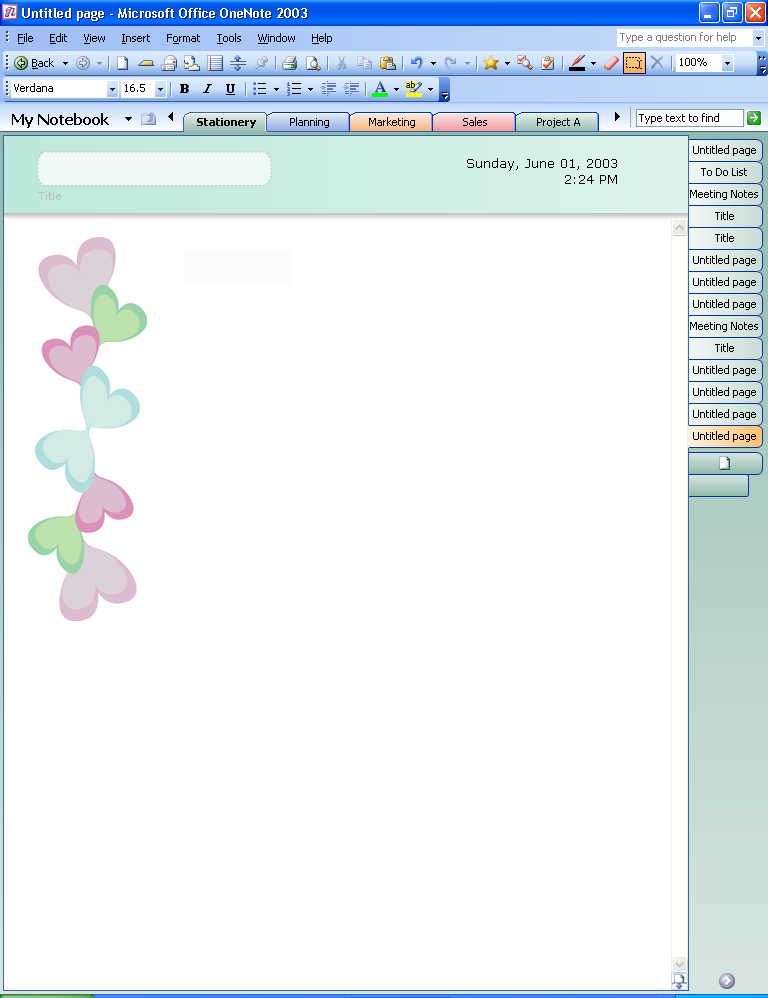 Untitled page - Microsoft Office OneNote 2003
File Edit View Insert Format Tools Window Help Type a question for help
Back 100%
Verdana 16.5 B I U A ab
My Notebook Stationery Planning Marketing Sales Project A Type text to find
Sunday, June 01, 2003
2:24 PM
Title
Untitled page
To Do List
Meeting Notes
Title
Title
Untitled page
Untitled page
Untitled page
Meeting Notes
Title
Untitled page
Untitled page
Untitled page
Untitled page